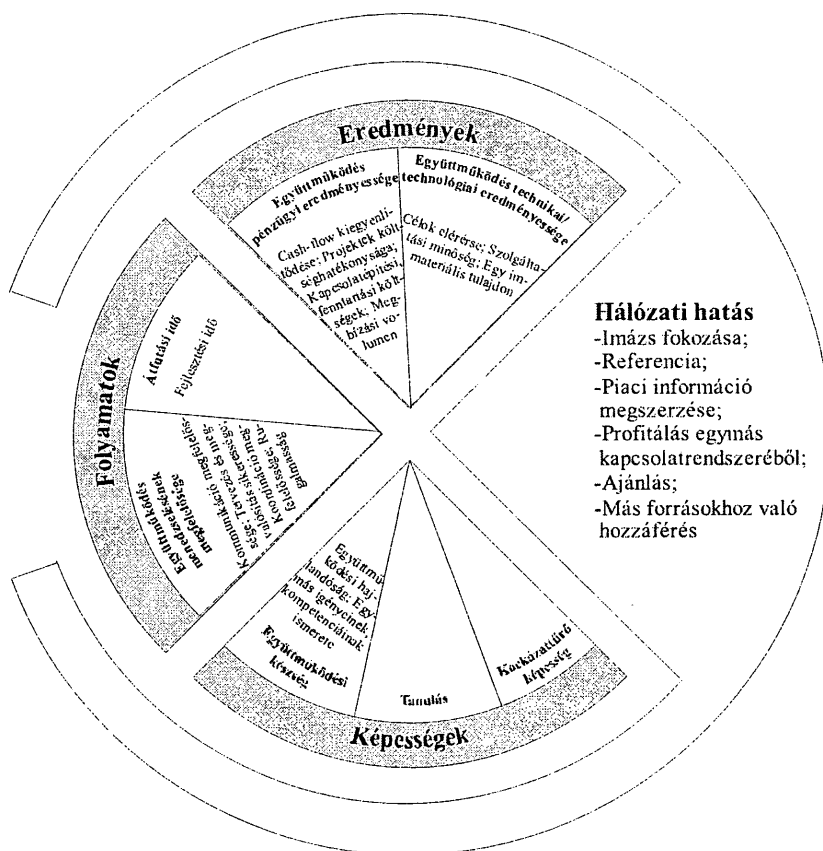 Eredmények
Együttműködés
pénzügyi eredményessége
Cash-flow kiegyenlí-
tődése; Projektek költ-
séghatékonysága;
Kapcsolatépítési,
fenntartási költ-
ségek; Meg-
bízási vo-
lumen
Együttműködés technikai/
technológiai eredményessége
Célok elérérse; Szolgálta-
tási minőség; Egy im-
materiális tulajdon
Folyamatok
Átfutási idő
Fejlesztési idő
Együttműködés
menedzselésének
megfelelősége
Kommunikáció megfelelős-
sége; Tervezés és meg-
valósítás sikeressége;
Koordináció meg-
felelőssége; Ru-
galmasság
Hálózati hatás
-Imázs fokozása;
-Referencia;
-Piaci információ
megszerzése;
-Profitálás egymás
kapcsolatrendszeréből;
-Ajánlás;
-Más forrásokhoz való
hozzáférés
Együttmű-
ködési haj-
landóság; Egy-
más igényeinek,
kompetenciáinak
ismerete
Együttműködési
készség
Tanulás
Kockázattűrő
képesség
Képességek